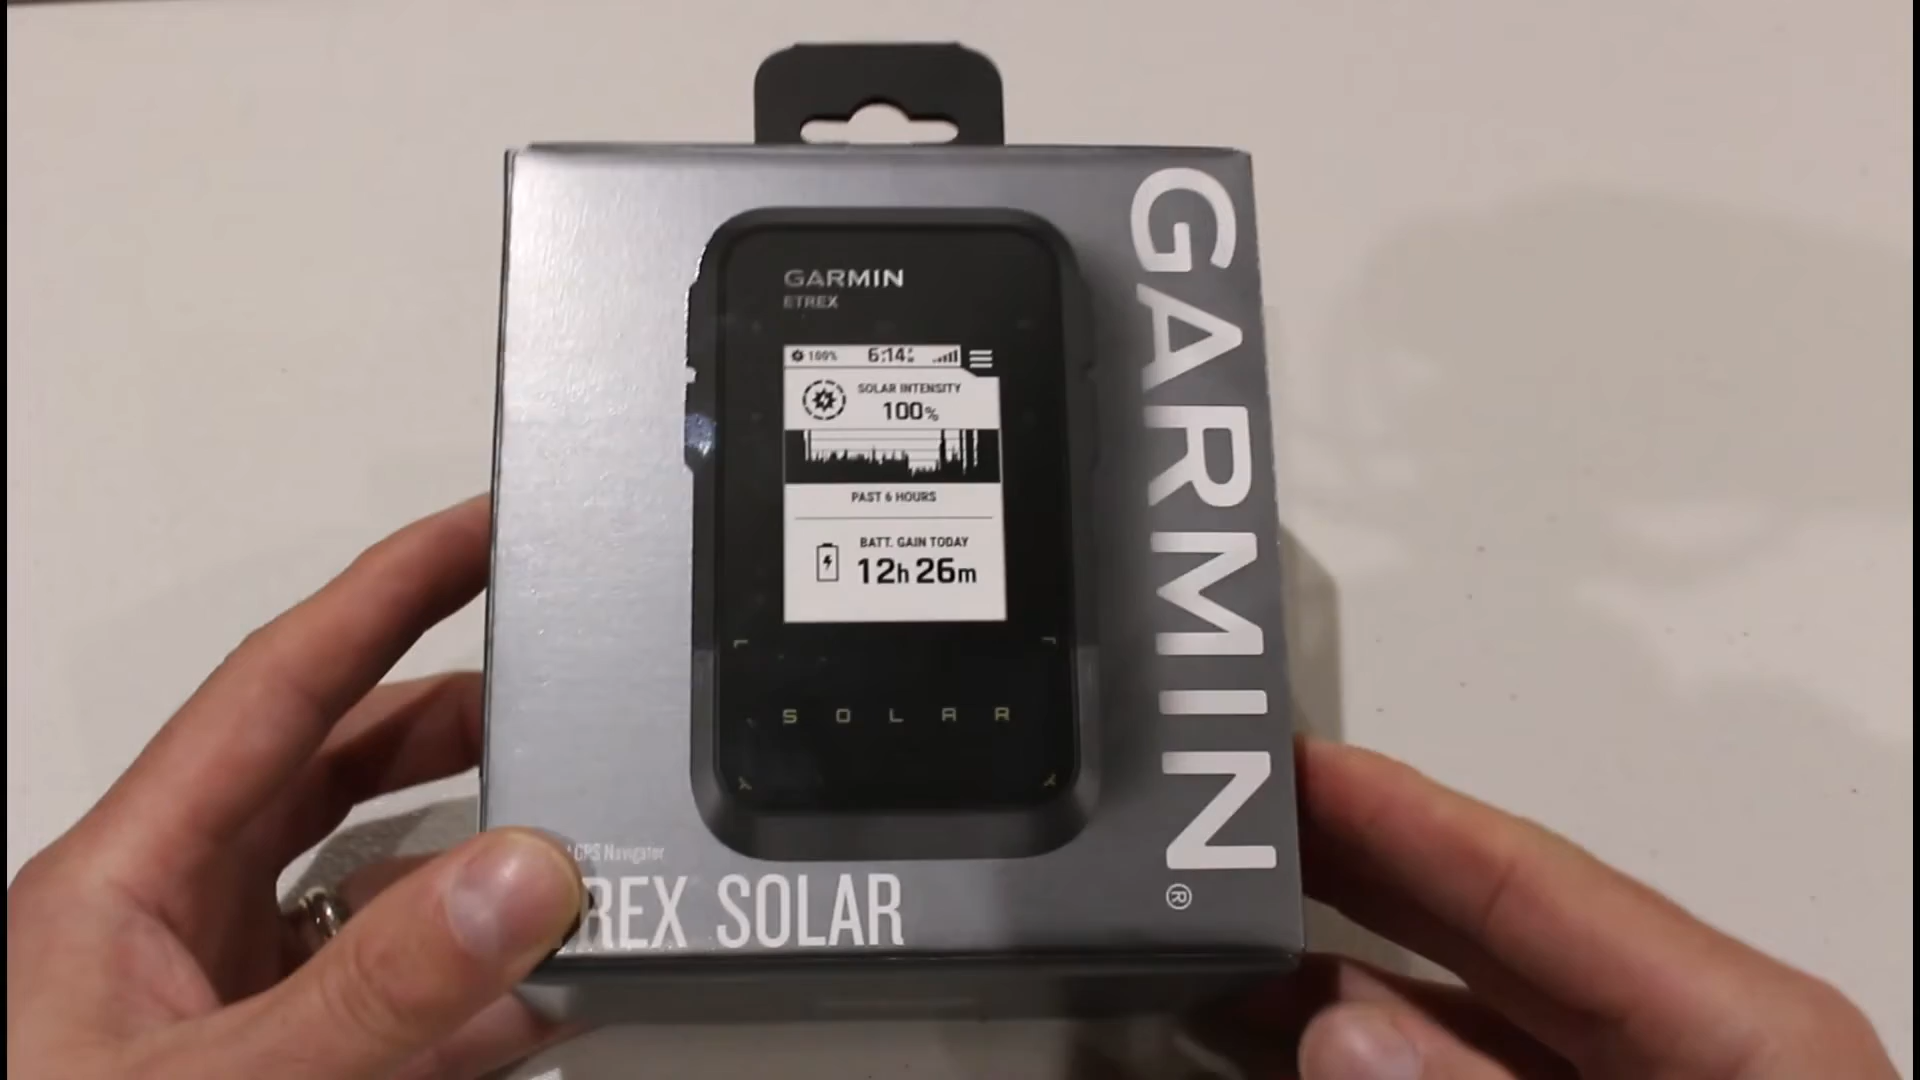 GARMIN
ETREX
100% 6:14
SOLAR INTENSITY
100%
PAST 6 HOURS
BATT. GAIN TODAY
12h 26m
SOLAR
GPS Navigator
REX SOLAR
GARMIN®